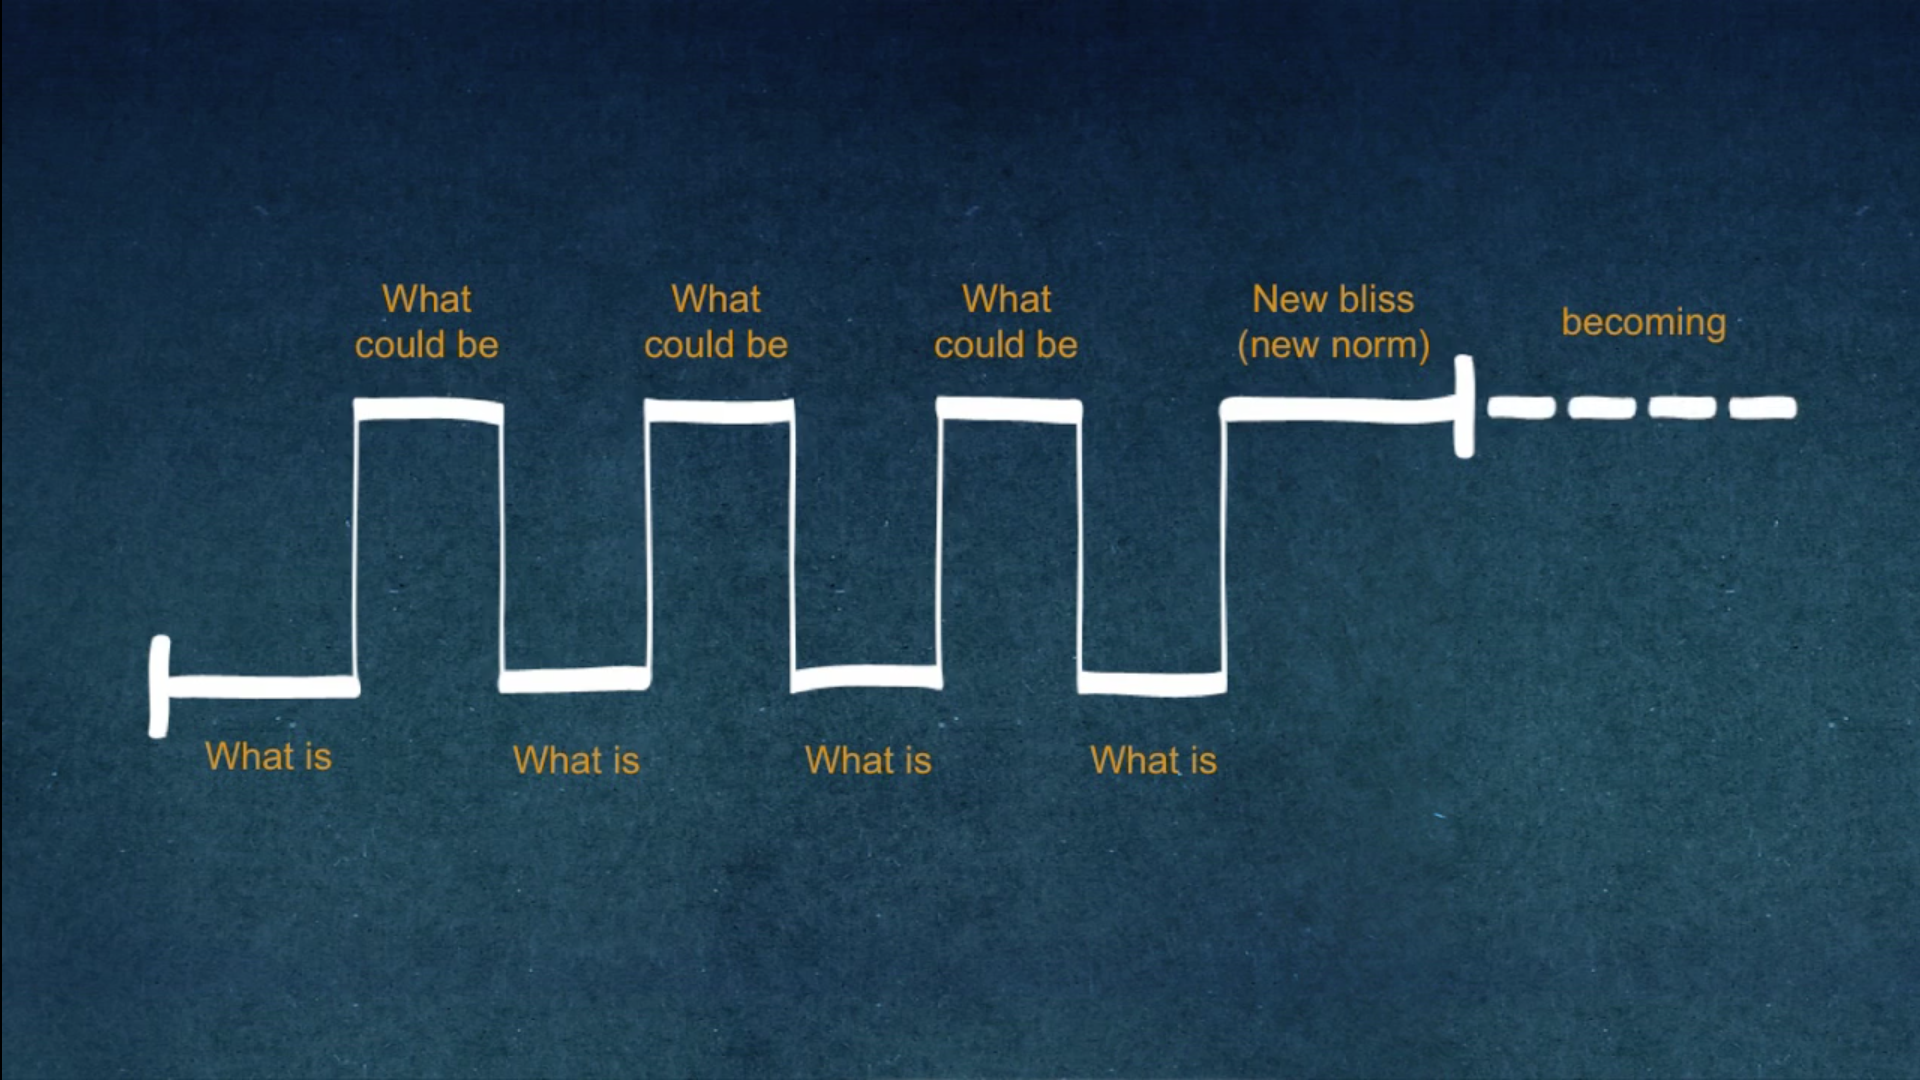 What
could be
What
could be
What
could be
New bliss
(new norm)
becoming
What is
What is
What is
What is